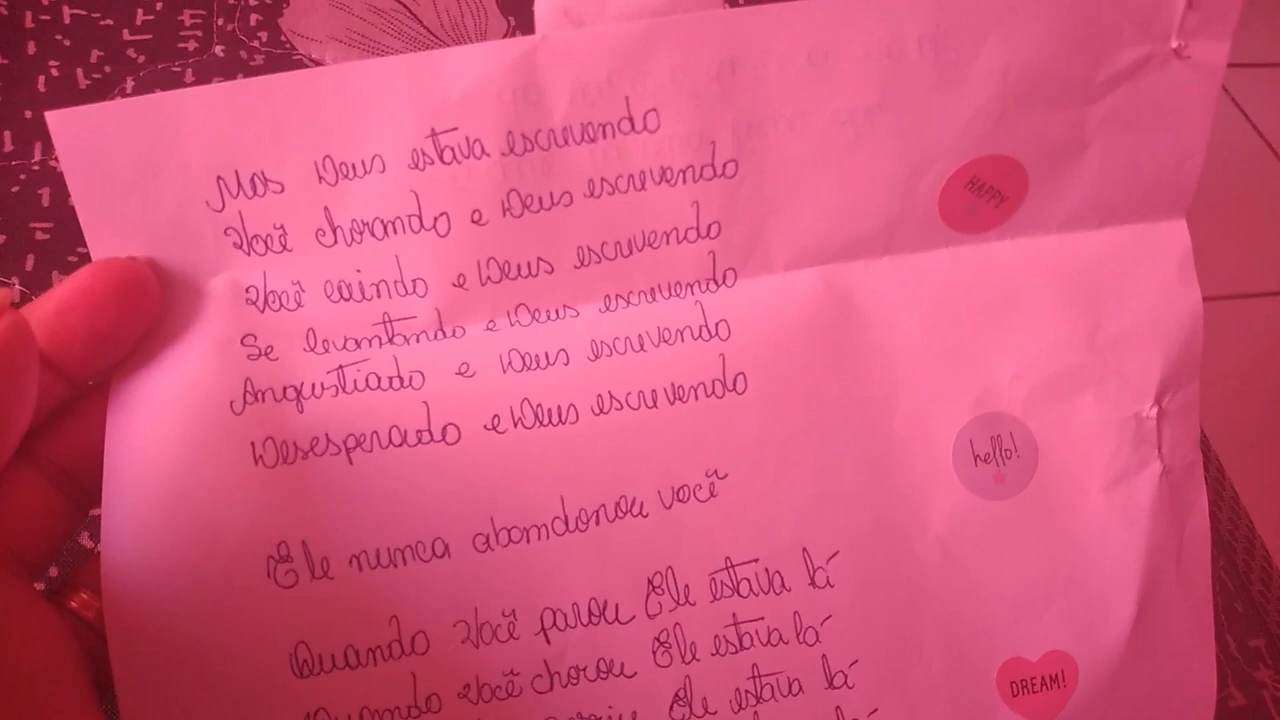 Mas Deus estava escrevendo
Você chorando e Deus escrevendo
Você caindo e Deus escrevendo
Se levantando e Deus escrevendo
Angustiado e Deus escrevendo
Desesperado e Deus escrevendo
Ele nunca abandonou você
Quando você parou Ele estava lá
Quando você chorou Ele estava lá
Ele estava lá
HAPPY
hello!
DREAM!